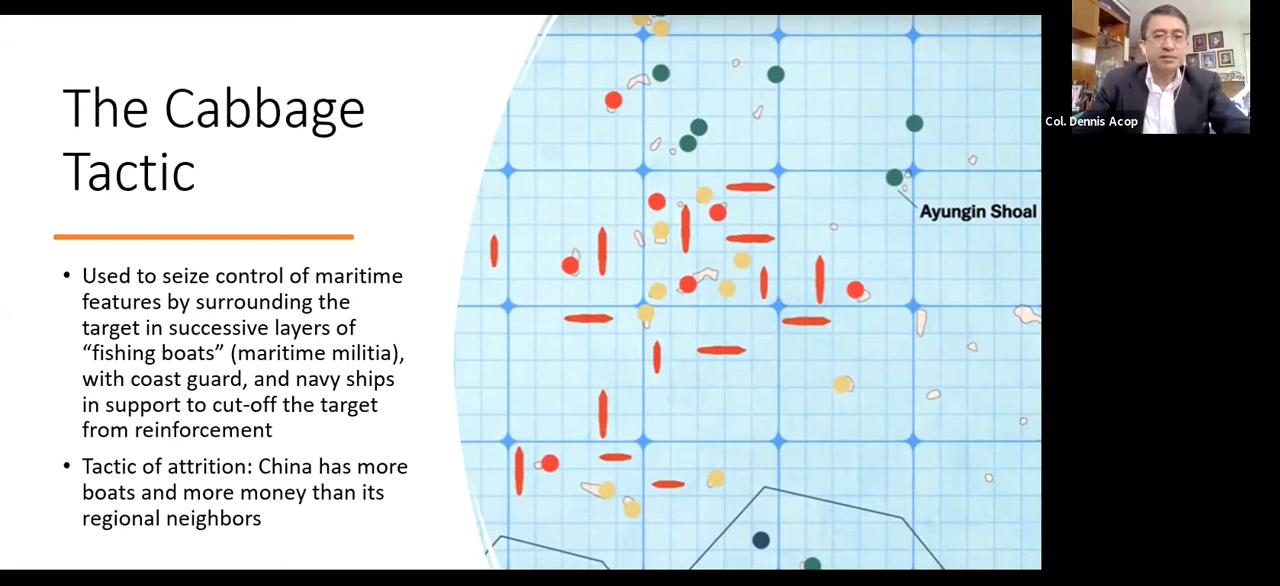 The Cabbage
Tactic
• Used to seize control of maritime
features by surrounding the
target in successive layers of
“fishing boats” (maritime militia),
with coast guard, and navy ships
in support to cut-off the target
from reinforcement
• Tactic of attrition: China has more
boats and more money than its
regional neighbors
Ayungin Shoal
Col. Dennis Acop